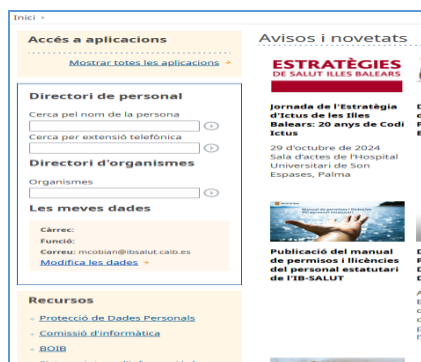 Inici
Accés a aplicacions
Mostrar totes les aplicacions
Directori de personal
Cerca pel nom de la persona
Cerca per extensió telefònica
Directori d'organismes
Organismes
Les meves dades
Càrrec:
Funció:
Correu: mcobian@ibsalut.caib.es
Modifica les dades
Recursos
Protecció de Dades Personals
Comissió d'informàtica
BOIB
Avisos i novetats
ESTRATÈGIES
DE SALUT ILLES BALEARS
Jornada de l'Estratègia
d'Ictus de les Illes
Balears: 20 anys de Codi
Ictus
29 d'octubre de 2024
Sala d'actes de l'Hospital
Universitari de Son
Espases, Palma
Publicació del manual
de permisos i llicències
del personal estatutari
de l'IB-SALUT